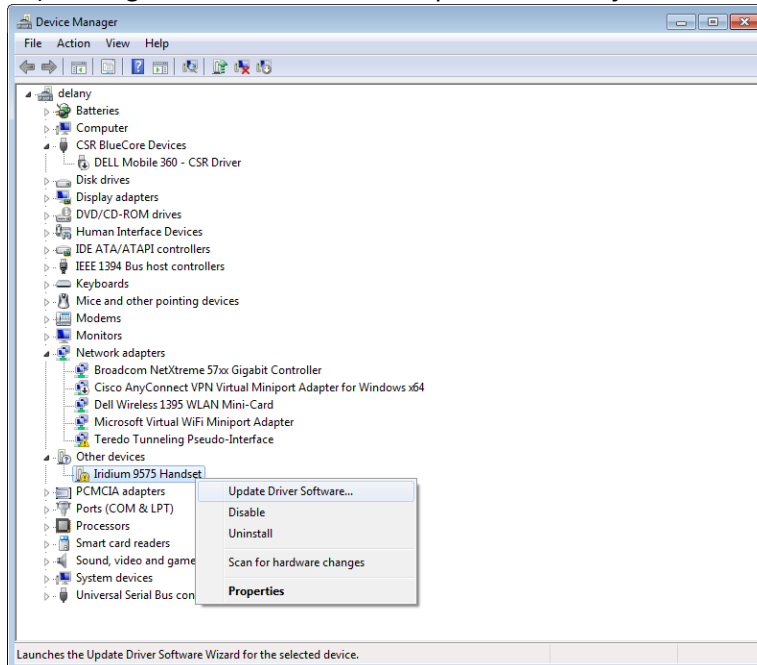 Device Manager
File Action View Help
delany
Batteries
Computer
CSR BlueCore Devices
DELL Mobile 360 - CSR Driver
Disk drives
Display adapters
DVD/CD-ROM drives
Human Interface Devices
IDE ATA/ATAPI controllers
IEEE 1394 Bus host controllers
Keyboards
Mice and other pointing devices
Modems
Monitors
Network adapters
Broadcom NetXtreme 57xx Gigabit Controller
Cisco AnyConnect VPN Virtual Miniport Adapter for Windows x64
Dell Wireless 1395 WLAN Mini-Card
Microsoft Virtual WiFi Miniport Adapter
Teredo Tunneling Pseudo-Interface
Other devices
Iridium 9575 Handset
PCMCIA adapters
Ports (COM & LPT)
Processors
Smart card readers
Sound, video and game
System devices
Universal Serial Bus con
Update Driver Software...
Disable
Uninstall
Scan for hardware changes
Properties
Launches the Update Driver Software Wizard for the selected device.